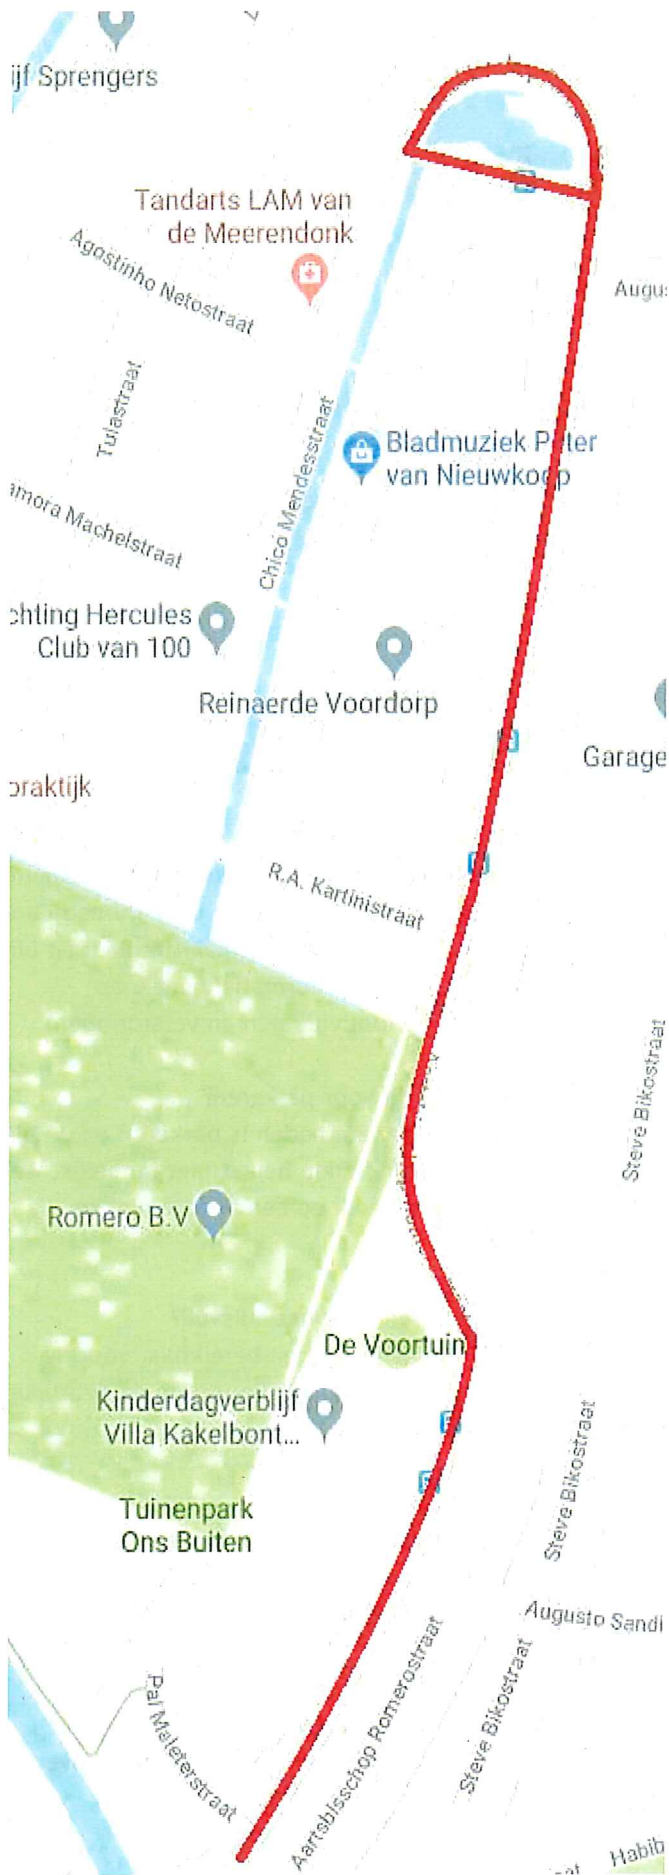 ijf Sprengers
Tandarts LAM van
de Meerendonk
Agostinho Netostraat
Augu
Tulastraat
Chico Mendesstraat
Bladmuziek Peter
van Nieuwkoop
amora Machelstraat
chting Hercules
Club van 100
Reinaerde Voordorp
Garage
praktijk
R.A. Kartinistraat
Steve Bikostraat
Romero B.V
De Voortuin
Kinderdagverblijf
Villa Kakelbont...
Steve Bikostraat
Tuinenpark
Ons Buiten
Augusto Sandi
Pal Maleterstraat
Aartsbisschop Romerostraat
Steve Bikostraat
Habib